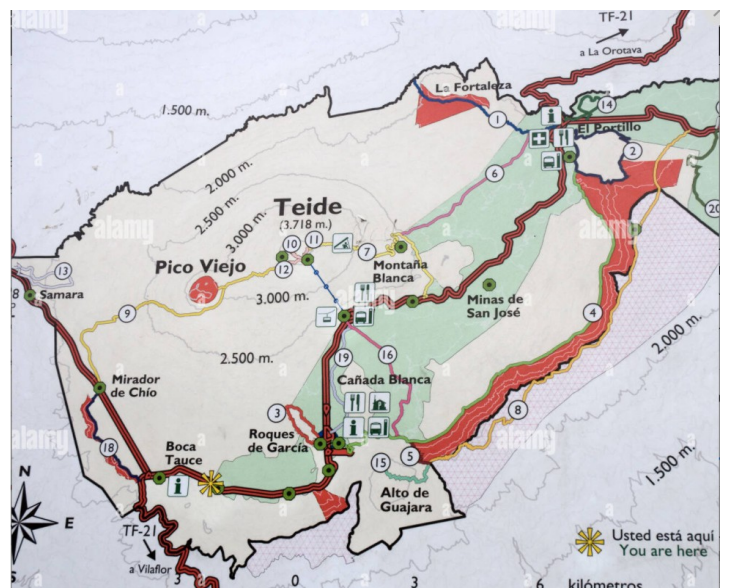 TF-21
a La Orotava
La Fortaleza
1.500 m.
14
1
El Portillo
2
2.000 m.
6
2.500 m.
3.000 m.
Teide
(3.718 m.)
20
10
11
7
12
Pico Viejo
Montaña
Blanca
13
Samara
3.000 m.
Minas de
San José
9
4
2.000 m.
2.500 m.
19
16
Mirador
de Chío
Cañada Blanca
8
3
Roques
de García
18
Boca
Tauce
5
15
1.500 m.
Alto de
Guajara
N
E
S
TF-21
a Vilaflor
Usted está aquí
You are here
3
0
3
6
kilómetros
alamy